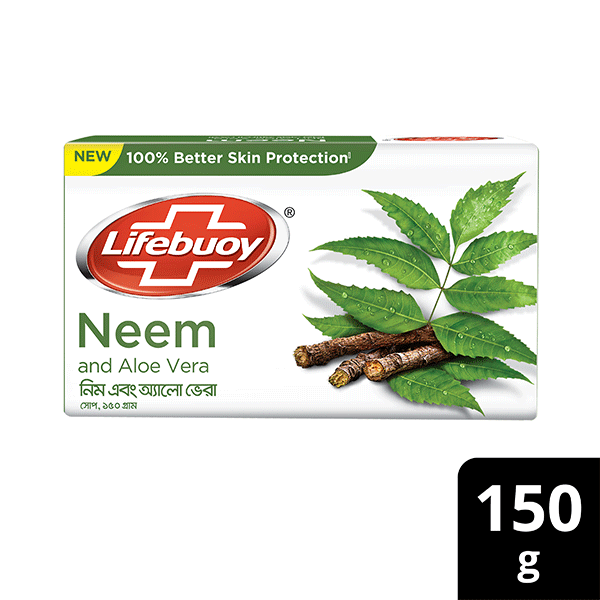 NEW 100% Better Skin Protection
Lifebuoy ®
Neem
and Aloe Vera
নিম এবং অ্যালো ভেরা
সোপ, ১৫০ গ্রাম
150
g